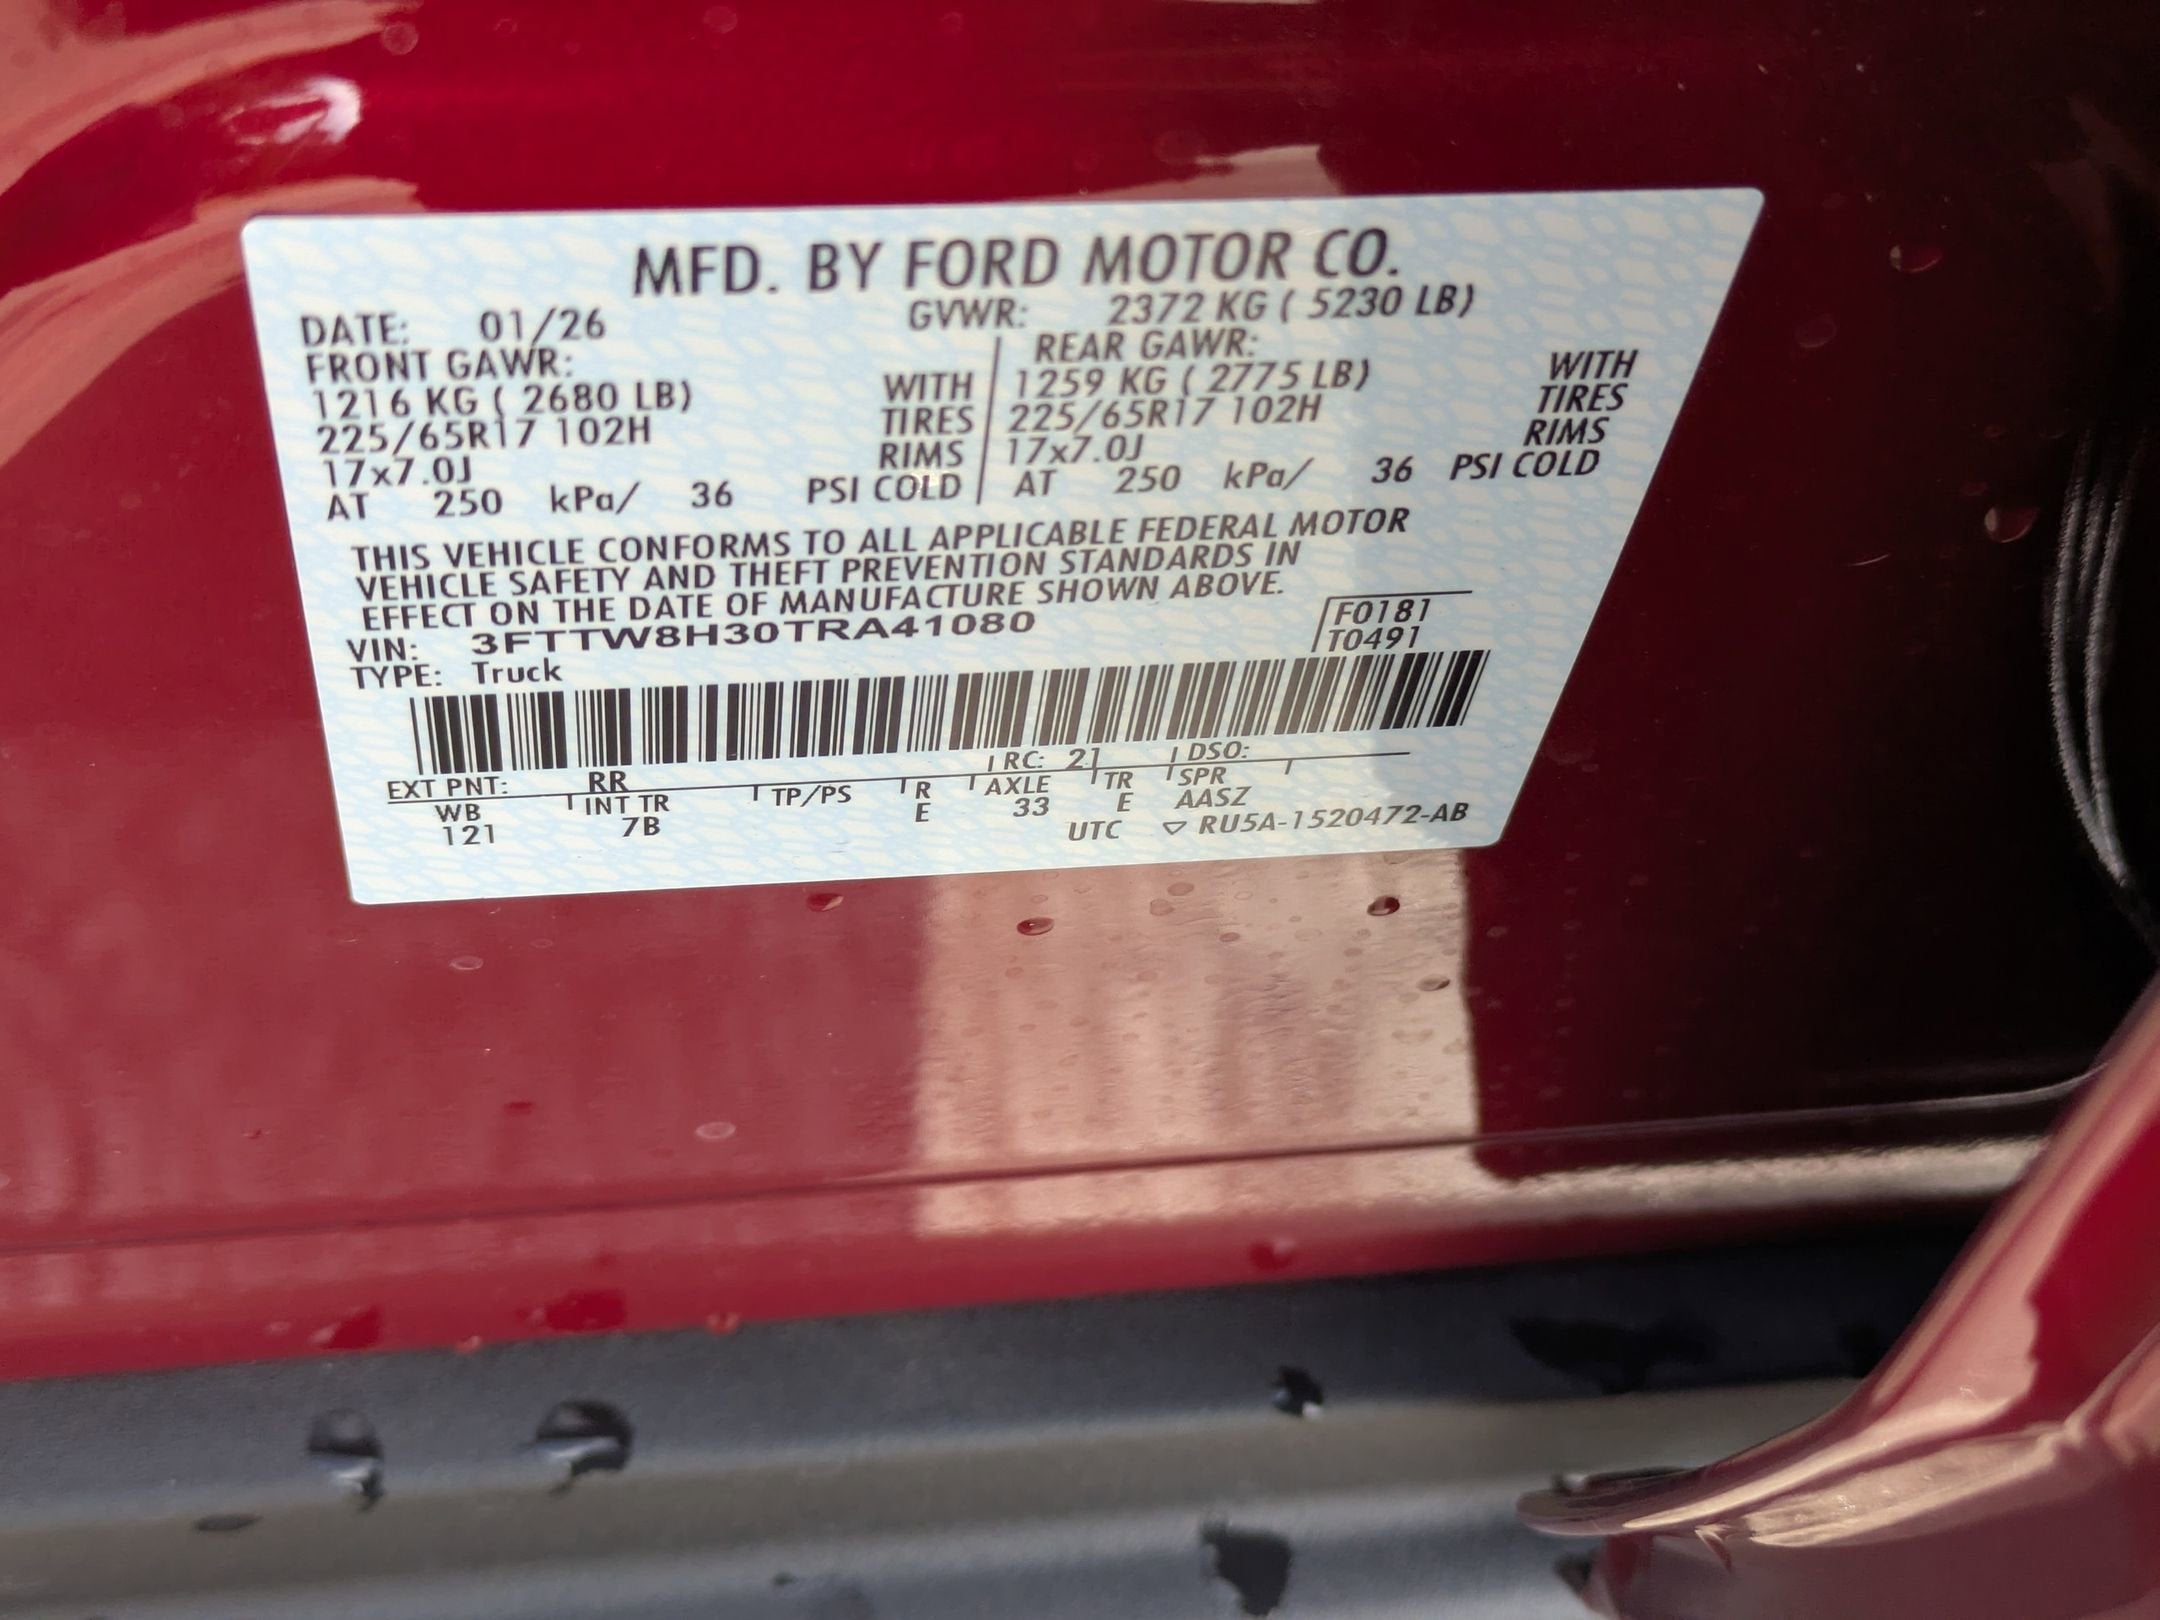 MFD. BY FORD MOTOR CO.
DATE: 01/26 GVWR: 2372 KG ( 5230 LB)
FRONT GAWR: REAR GAWR:
1216 KG ( 2680 LB) WITH 1259 KG ( 2775 LB) WITH
225/65R17 102H TIRES 225/65R17 102H TIRES
17x7.0J RIMS 17x7.0J RIMS
AT 250 kPa/ 36 PSI COLD AT 250 kPa/ 36 PSI COLD
THIS VEHICLE CONFORMS TO ALL APPLICABLE FEDERAL MOTOR
VEHICLE SAFETY AND THEFT PREVENTION STANDARDS IN
EFFECT ON THE DATE OF MANUFACTURE SHOWN ABOVE.
VIN: 3FTTW8H30TRA41080 F0181
TYPE: Truck T0491
EXT PNT: RR RC: 21 DSO:
WB INT TR TP/PS R AXLE TR SPR
121 7B E 33 E AASZ
UTC ▽ RU5A-1520472-AB